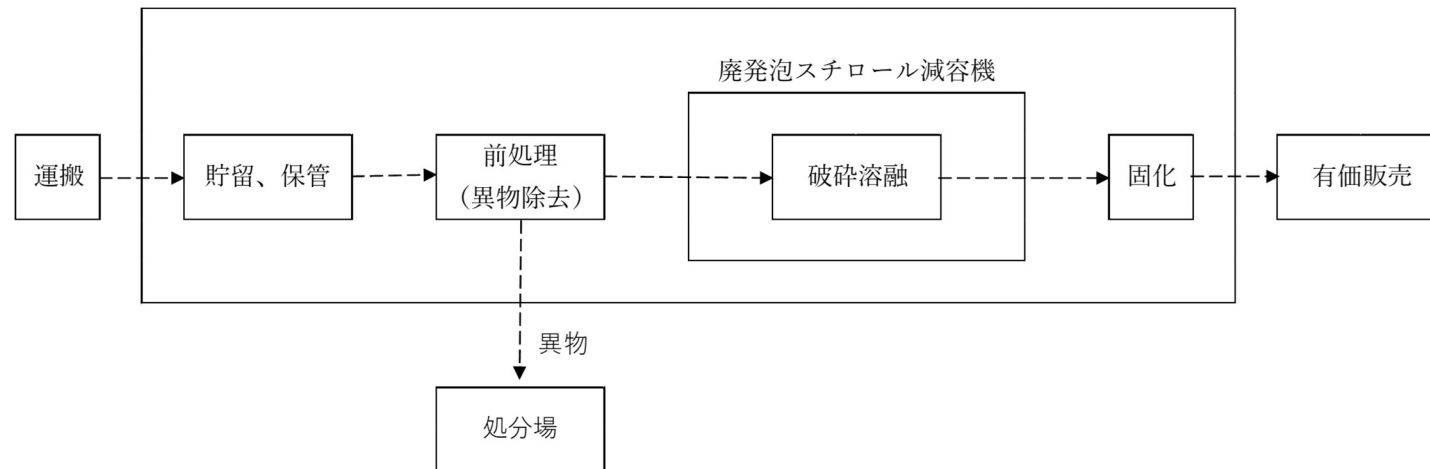 廃発泡スチロール減容機
運搬
貯留、保管
前処理
（異物除去）
破砕溶融
固化
有価販売
異物
処分場